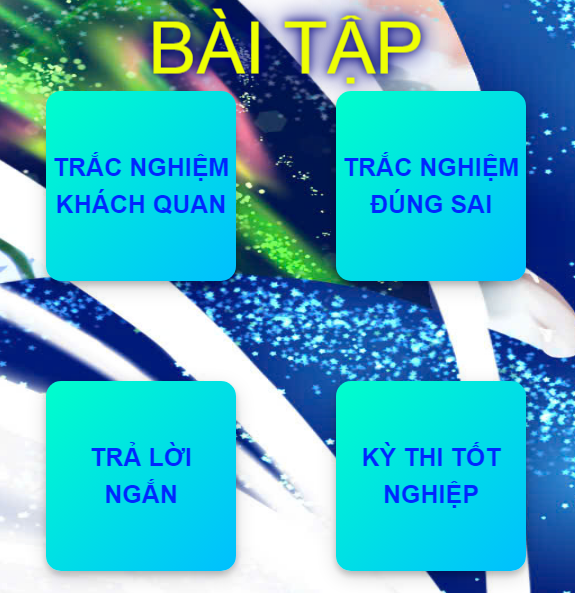 BÀI TẬP
TRẮC NGHIỆM
KHÁCH QUAN
TRẮC NGHIỆM
ĐÚNG SAI
TRẢ LỜI
NGẮN
KỲ THI TỐT
NGHIỆP